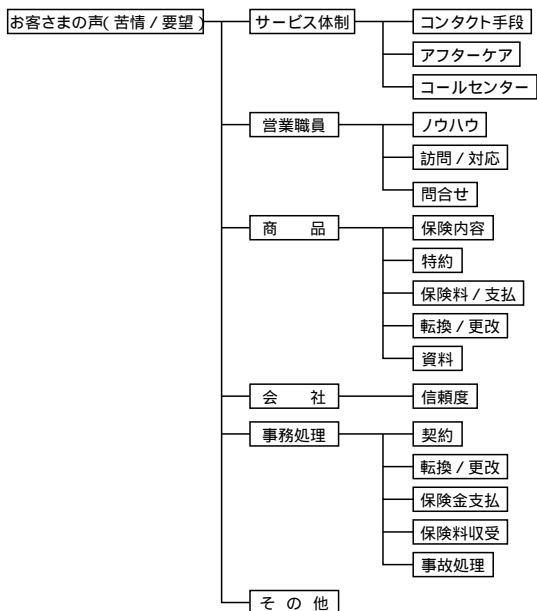 お客さまの声(苦情/要望)
サービス体制
コンタクト手段
アフターケア
コールセンター
営業職員
ノウハウ
訪問/対応
問合せ
商品
保険内容
特約
保険料/支払
転換/更改
資料
会社
信頼度
事務処理
契約
転換/更改
保険金支払
保険料収受
事故処理
その他